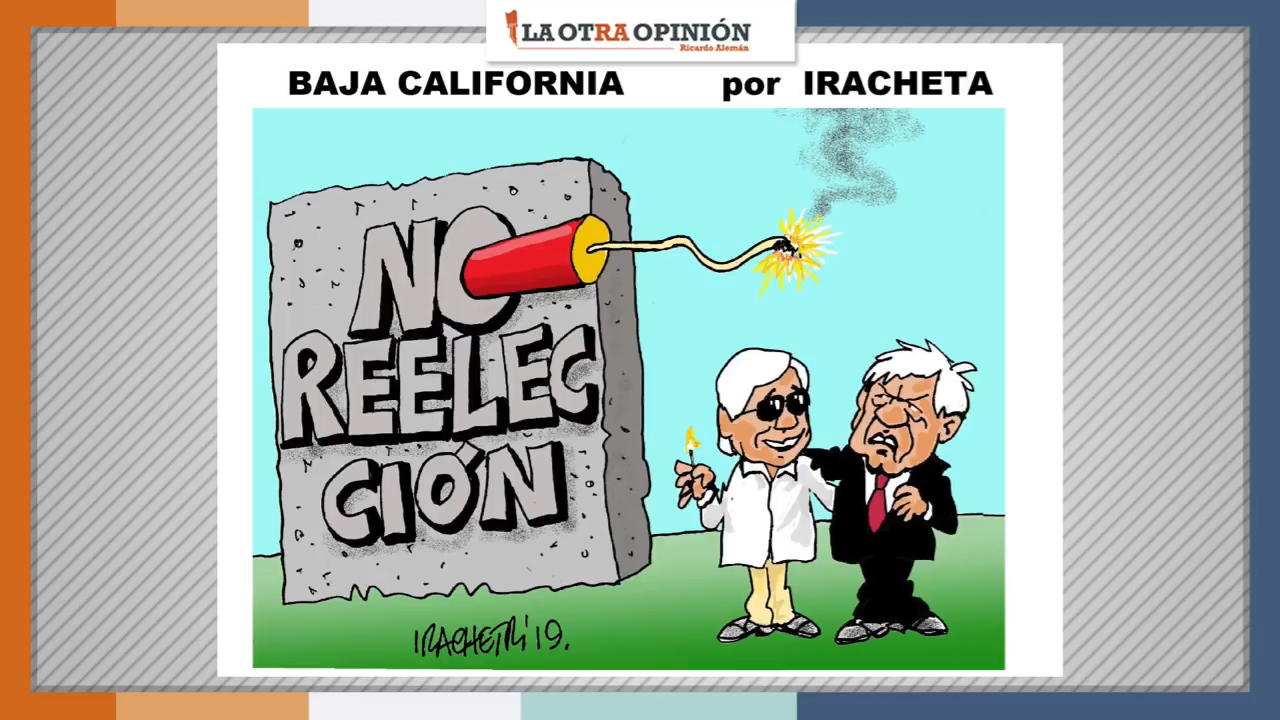 LA OTRA OPINIÓN
Ricardo Alemán
BAJA CALIFORNIA por IRACHETA
NO
REELEC
CIÓN
IRACHETA '19.